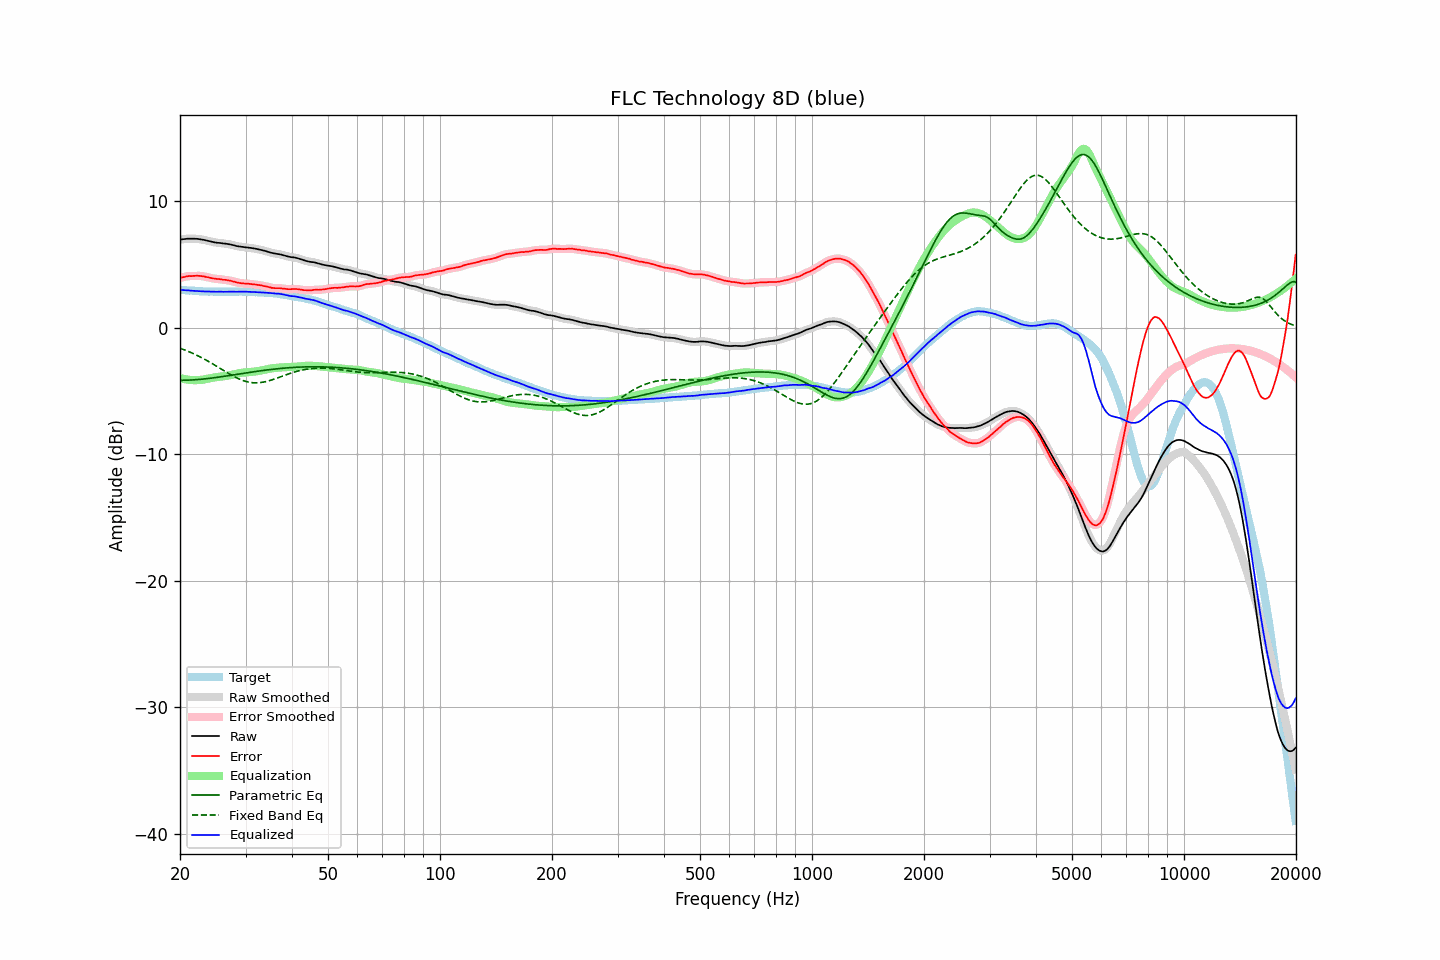 FLC Technology 8D (blue)
Amplitude (dBr)
10
0
−10
−20
−30
−40
Target
Raw Smoothed
Error Smoothed
Raw
Error
Equalization
Parametric Eq
Fixed Band Eq
Equalized
20 50 100 200 500 1000 2000 5000 10000 20000
Frequency (Hz)